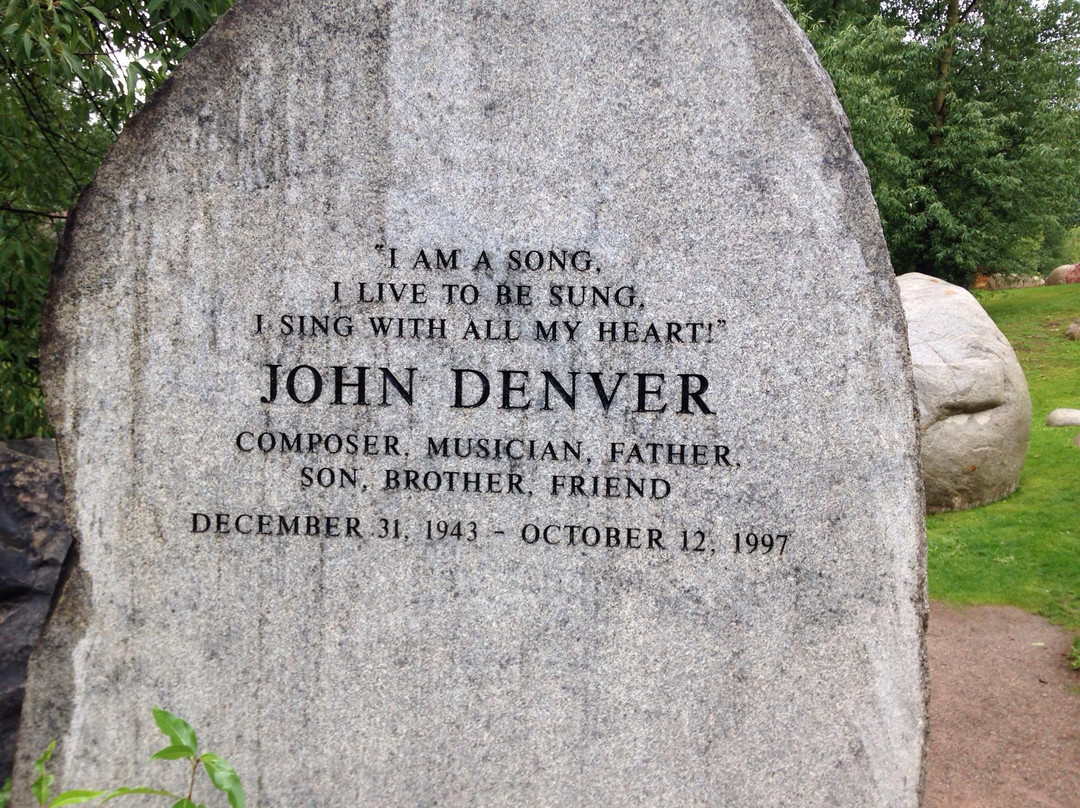 "I AM A SONG,
I LIVE TO BE SUNG,
I SING WITH ALL MY HEART!"
JOHN DENVER
COMPOSER, MUSICIAN, FATHER,
SON, BROTHER, FRIEND
DECEMBER 31, 1943 – OCTOBER 12, 1997